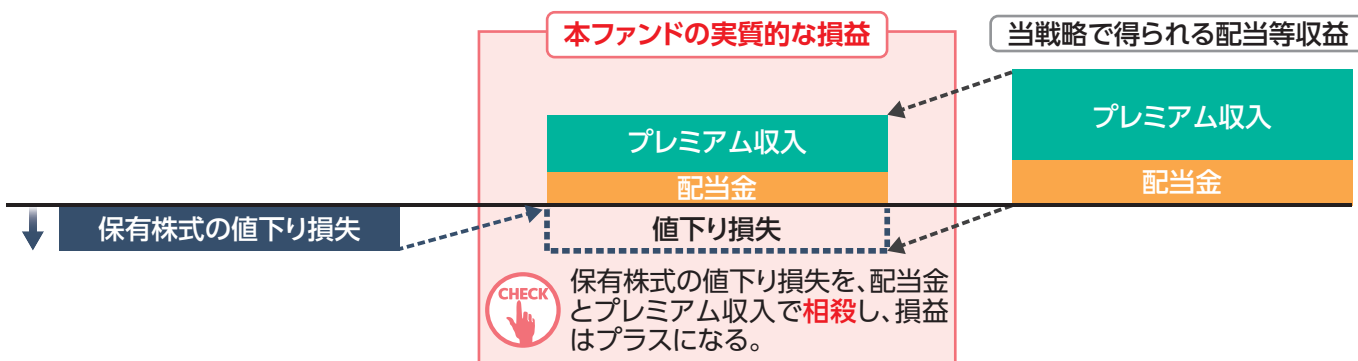 本ファンドの実質的な損益
当戦略で得られる配当等収益
プレミアム収入
プレミアム収入
配当金
配当金
保有株式の値下り損失
値下り損失
CHECK
保有株式の値下り損失を、配当金
とプレミアム収入で相殺し、損益
はプラスになる。